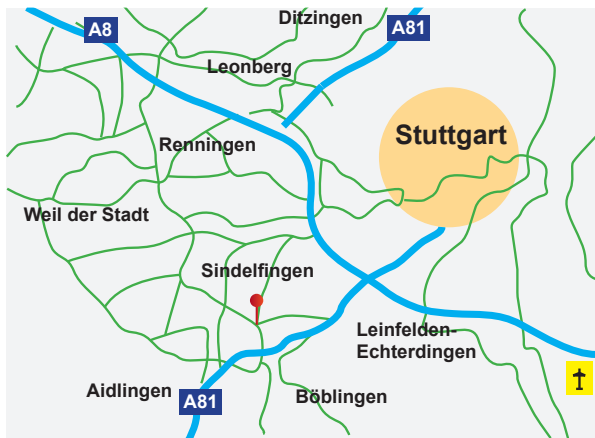 Ditzingen
A8
A81
Leonberg
Stuttgart
Renningen
Weil der Stadt
Sindelfingen
Leinfelden-
Echterdingen
Aidlingen
A81
Böblingen